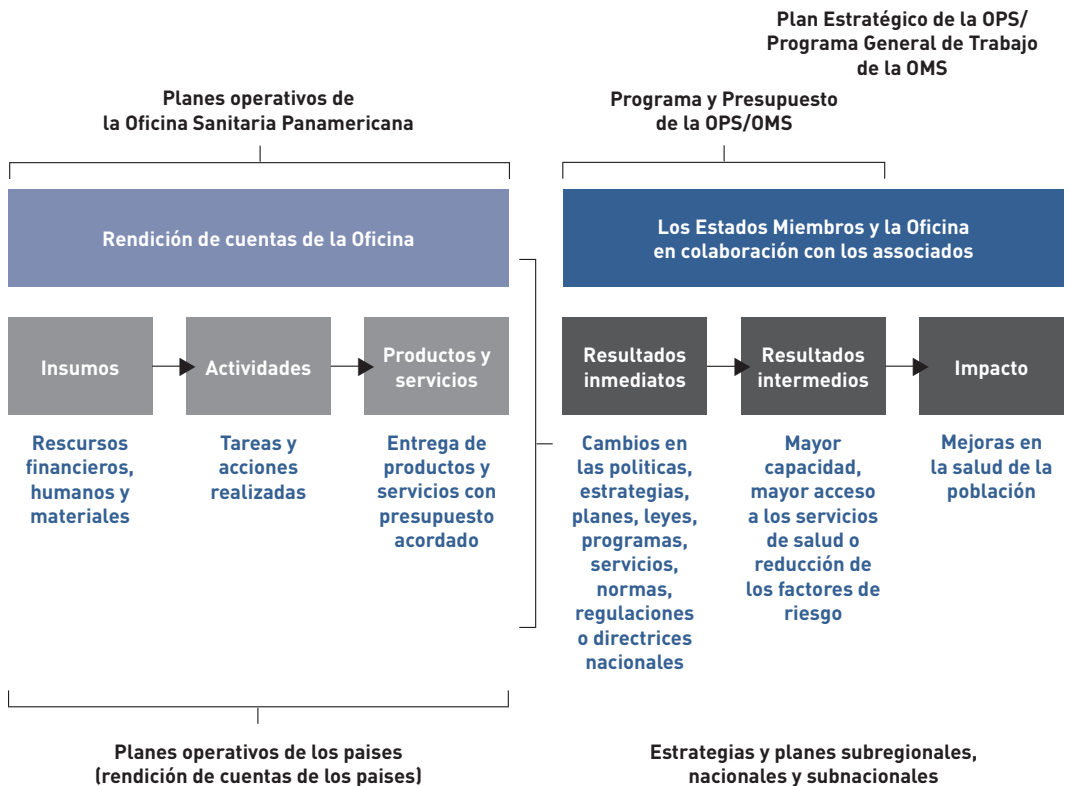 Plan Estratégico de la OPS/
Programa General de Trabajo
de la OMS
Planes operativos de
la Oficina Sanitaria Panamericana
Programa y Presupuesto
de la OPS/OMS
Rendición de cuentas de la Oficina
Los Estados Miembros y la Oficina
en colaboración con los associados
Insumos
Actividades
Productos y
servicios
Resultados
inmediatos
Resultados
intermedios
Impacto
Rescursos
financieros,
humanos y
materiales
Tareas y
acciones
realizadas
Entrega de
productos y
servicios con
presupuesto
acordado
Cambios en
las politicas,
estrategias,
planes, leyes,
programas,
servicios,
normas,
regulaciones
o directrices
nacionales
Mayor
capacidad,
mayor acceso
a los servicios
de salud o
reducción de
los factores de
riesgo
Mejoras en
la salud de la
población
Planes operativos de los paises
(rendición de cuentas de los paises)
Estrategias y planes subregionales,
nacionales y subnacionales